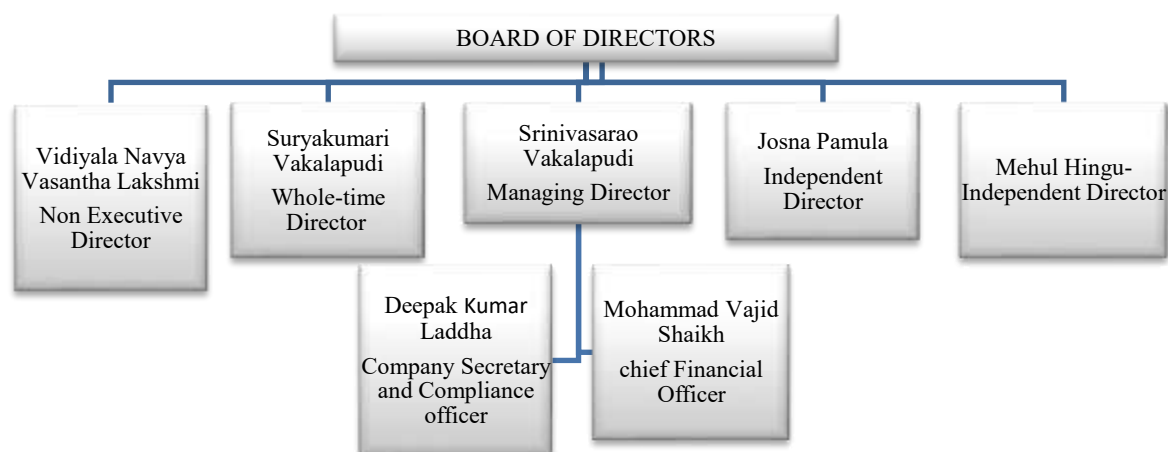 BOARD OF DIRECTORS
Vidiyala Navya
Vasantha Lakshmi
Non Executive
Director
Suryakumari
Vakalapudi
Whole-time
Director
Srinivasarao
Vakalapudi
Managing Director
Josna Pamula
Independent
Director
Mehul Hingu-
Independent Director
Deepak Kumar
Laddha
Company Secretary
and Compliance
officer
Mohammad Vajid
Shaikh
chief Financial
Officer